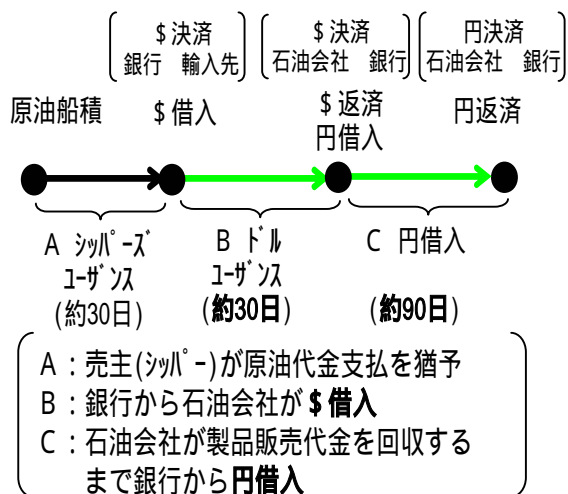 $決済 $決済 円決済
銀行 輸入先 石油会社 銀行 石油会社 銀行
原油船積 $借入 $返済 円返済
円借入
A ｼｯﾊﾟｰｽﾞ B ﾄﾞﾙ C 円借入
ﾕｰｻﾞﾝｽ ﾕｰｻﾞﾝｽ
(約30日) (約30日) (約90日)
A：売主(ｼｯﾊﾟｰ)が原油代金支払を猶予
B：銀行から石油会社が$借入
C：石油会社が製品販売代金を回収する
まで銀行から円借入